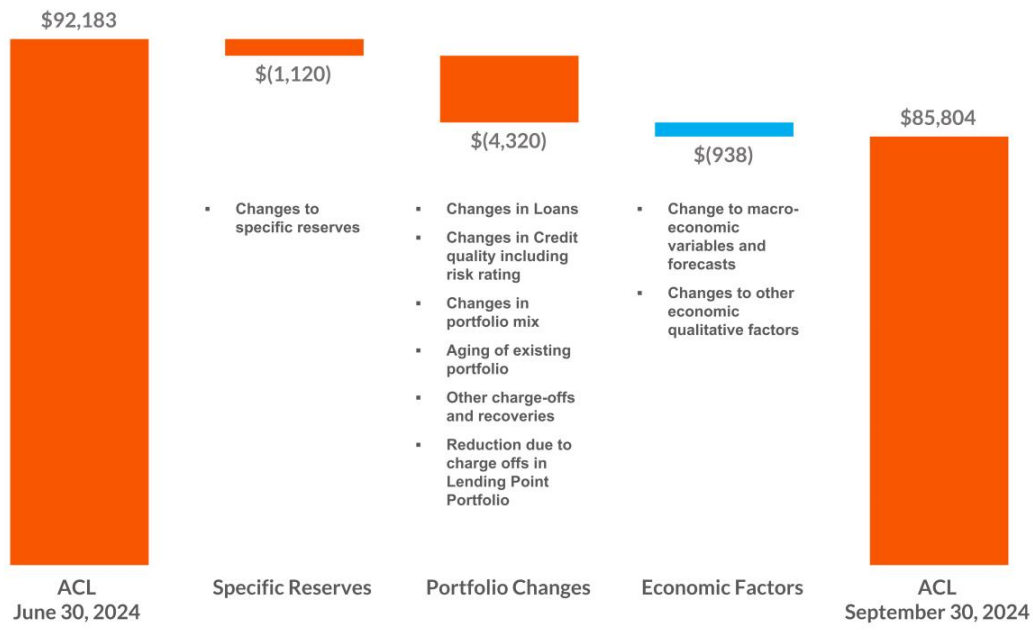 $92,183
$(1,120)
$(4,320)
$(938)
$85,804
▪ Changes to
specific reserves
▪ Changes in Loans
▪ Changes in Credit
quality including
risk rating
▪ Changes in
portfolio mix
▪ Aging of existing
portfolio
▪ Other charge-offs
and recoveries
▪ Reduction due to
charge offs in
Lending Point
Portfolio
▪ Change to macro-
economic
variables and
forecasts
▪ Changes to other
economic
qualitative factors
ACL
June 30, 2024
Specific Reserves
Portfolio Changes
Economic Factors
ACL
September 30, 2024